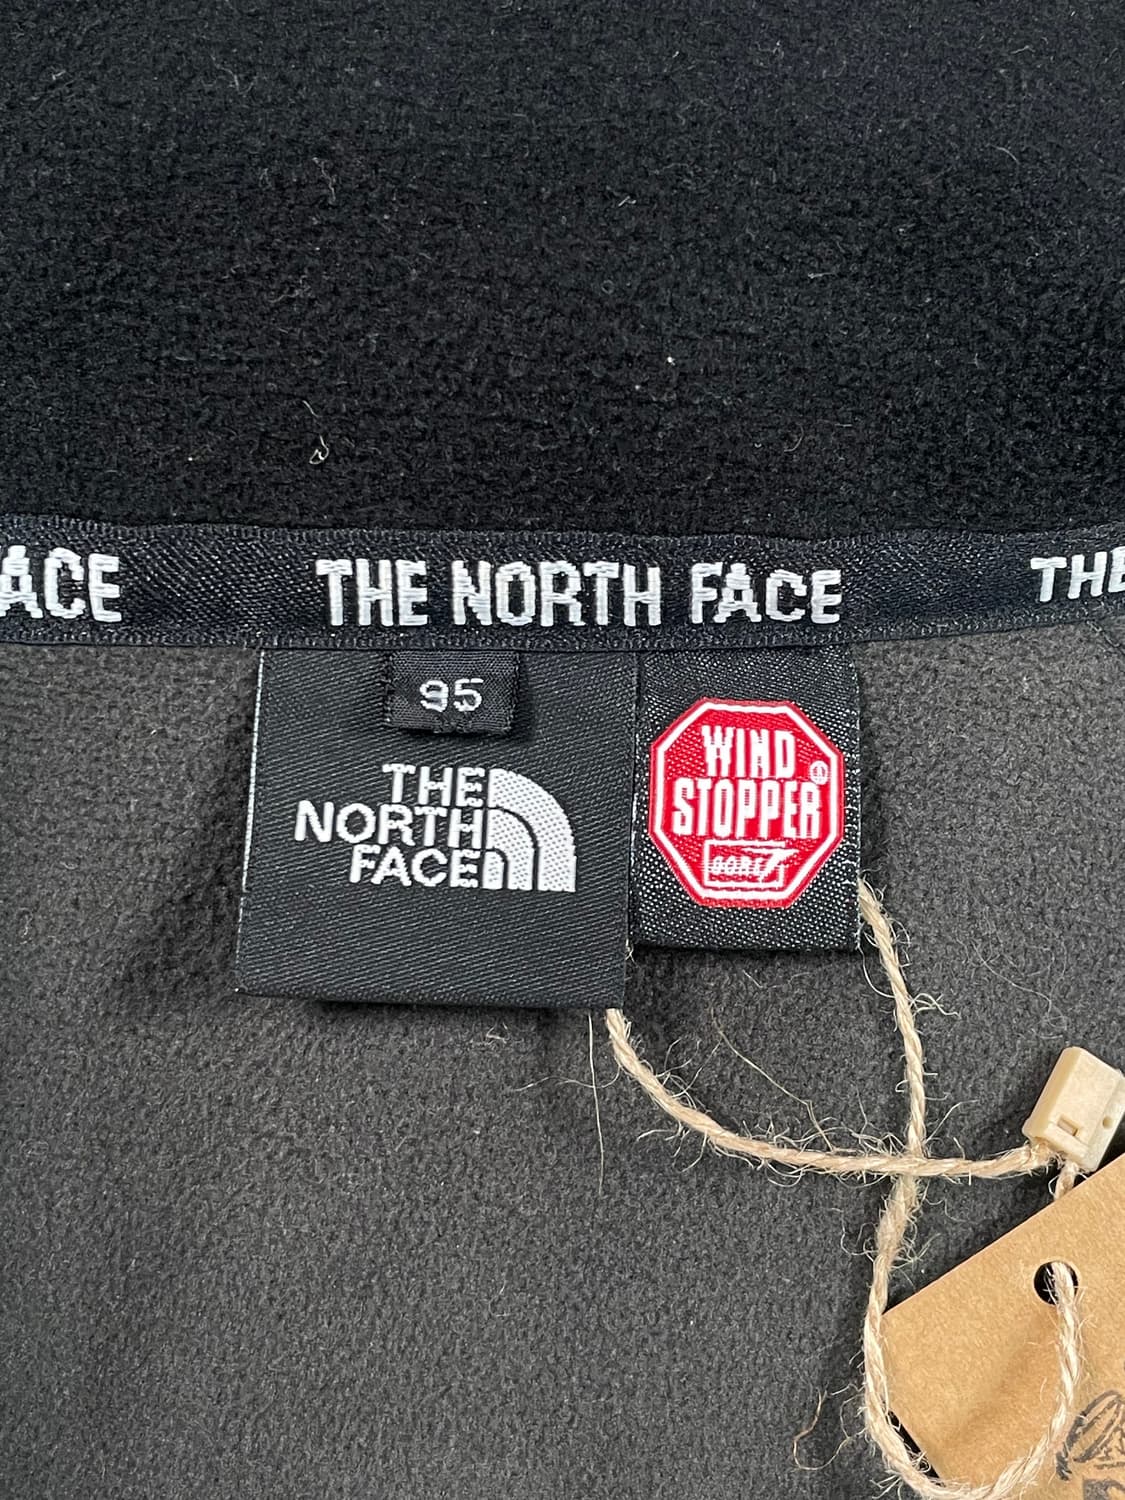 ACE THE NORTH FACE THE
95
THE
NORTH
FACE
WIND
STOPPER
GORE